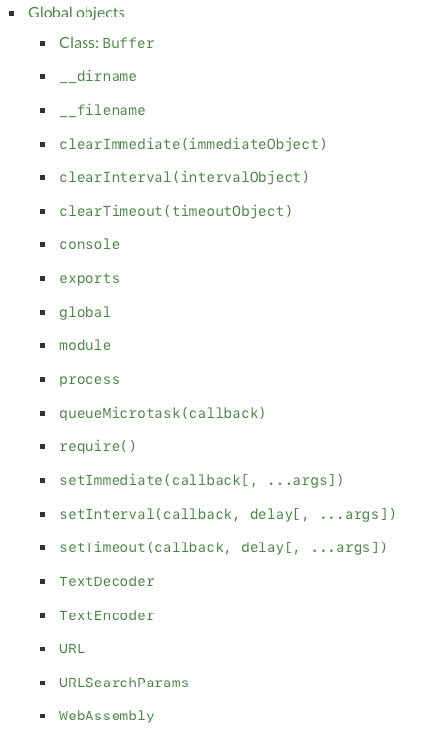 Global objects
Class: Buffer
__dirname
__filename
clearImmediate(immediateObject)
clearInterval(intervalObject)
clearTimeout(timeoutObject)
console
exports
global
module
process
queueMicrotask(callback)
require()
setImmediate(callback[, ...args])
setInterval(callback, delay[, ...args])
setTimeout(callback, delay[, ...args])
TextDecoder
TextEncoder
URL
URLSearchParams
WebAssembly